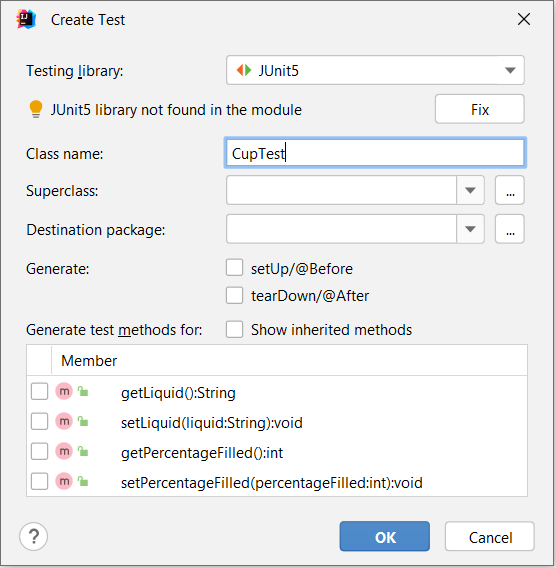 Create Test
Testing library: JUnit5
JUnit5 library not found in the module Fix
Class name: CupTest
Superclass: ...
Destination package: ...
Generate: setUp/@Before
tearDown/@After
Generate test methods for: Show inherited methods
Member
m getLiquid():String
m setLiquid(liquid:String):void
m getPercentageFilled():int
m setPercentageFilled(percentageFilled:int):void
? OK Cancel